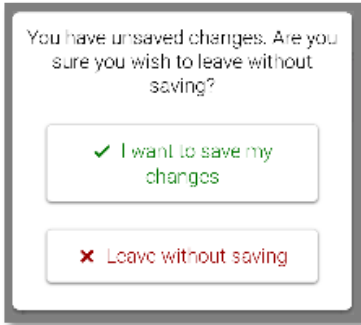 You have unsaved changes. Are you
sure you wish to leave without
saving?
I want to save my
changes
Leave without saving